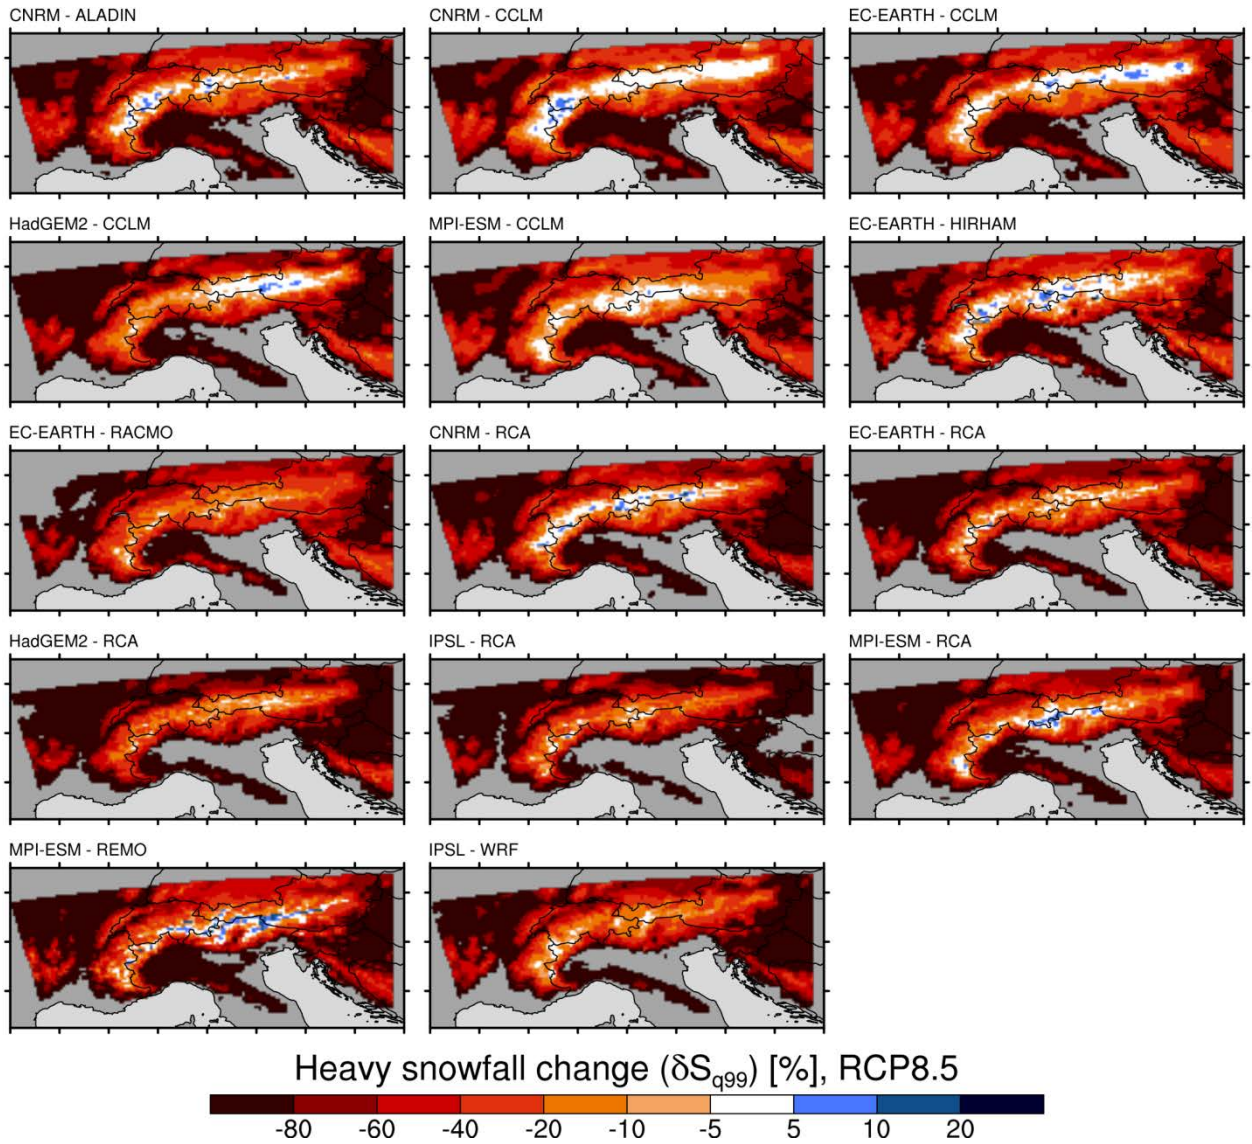 CNRM - ALADIN CNRM - CCLM EC-EARTH - CCLM
HadGEM2 - CCLM MPI-ESM - CCLM EC-EARTH - HIRHAM
EC-EARTH - RACMO CNRM - RCA EC-EARTH - RCA
HadGEM2 - RCA IPSL - RCA MPI-ESM - RCA
MPI-ESM - REMO IPSL - WRF
Heavy snowfall change (δS_q99) [%], RCP8.5
-80 -60 -40 -20 -10 -5 5 10 20